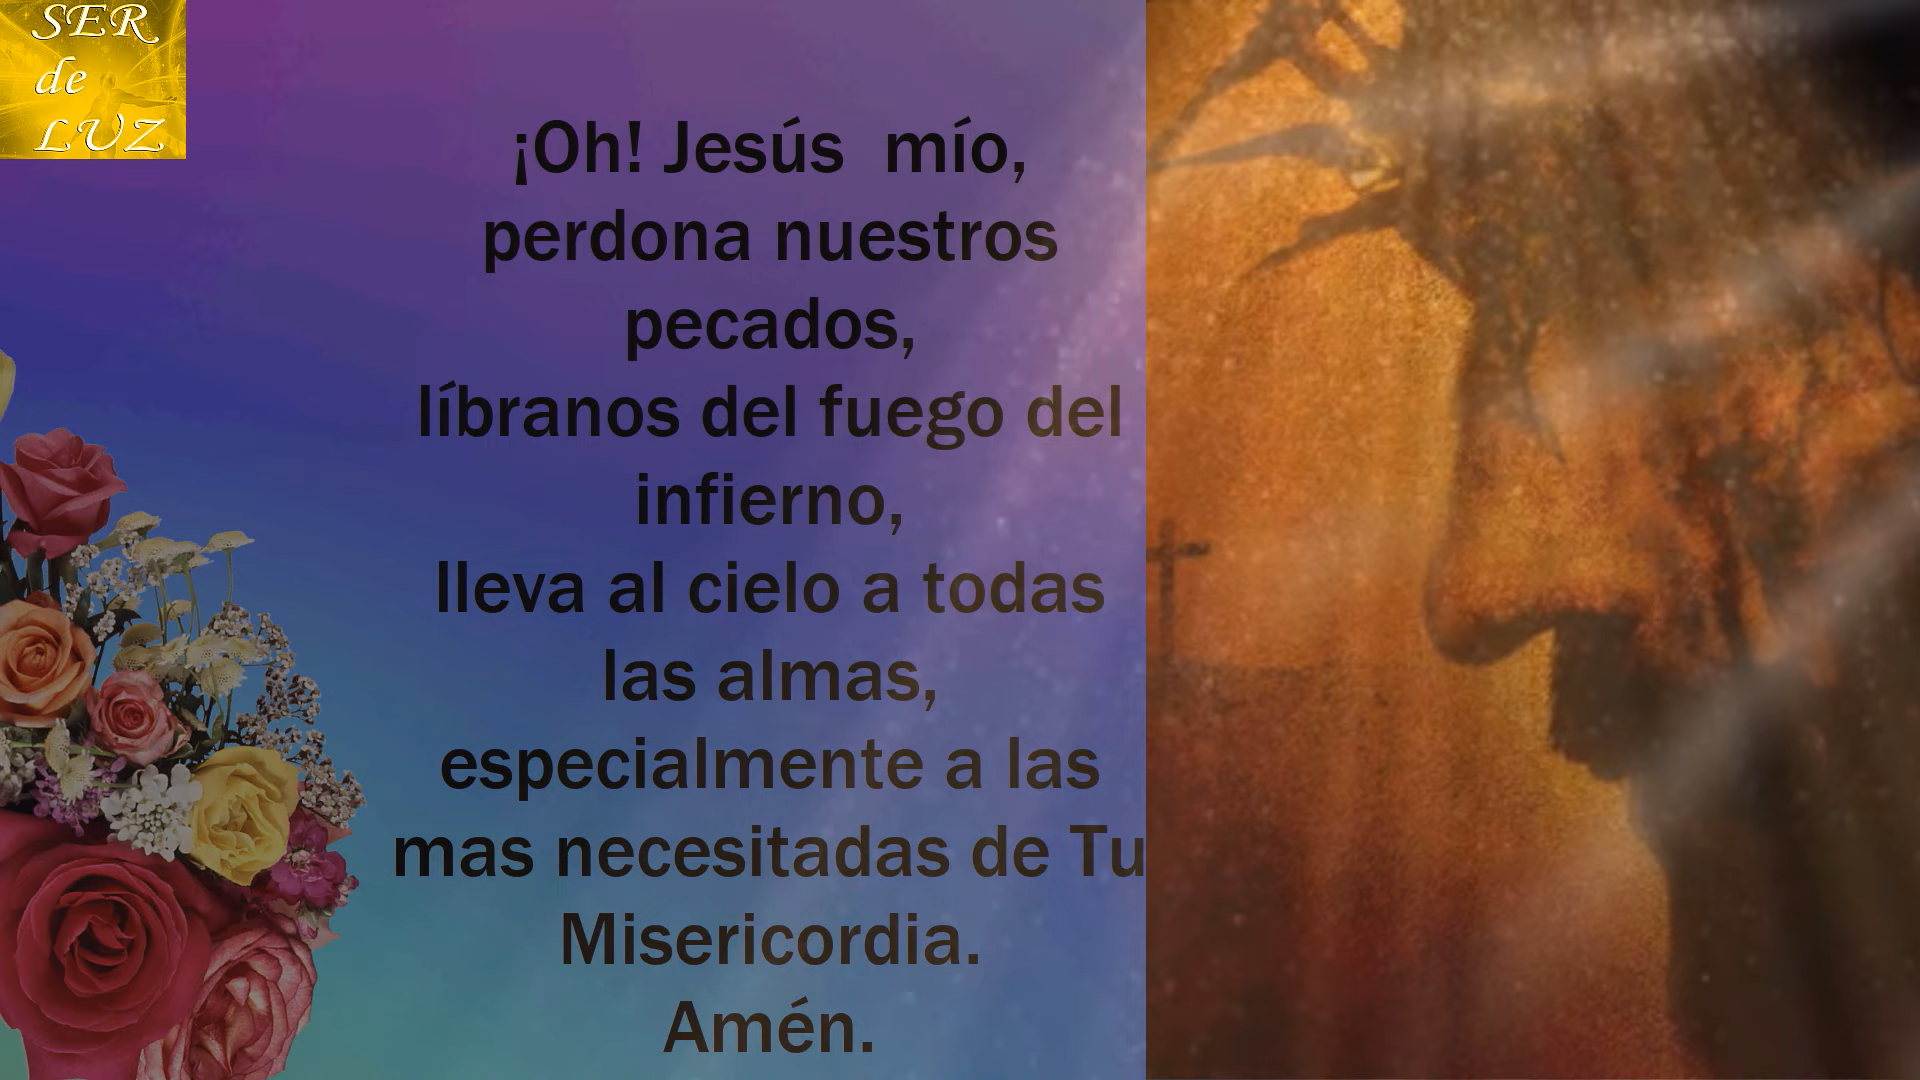 SER
de
LUZ
¡Oh! Jesús  mío,
perdona nuestros
pecados,
líbranos del fuego del
infierno,
lleva al cielo a todas
las almas,
especialmente a las
mas necesitadas de Tu
Misericordia.
Amén.